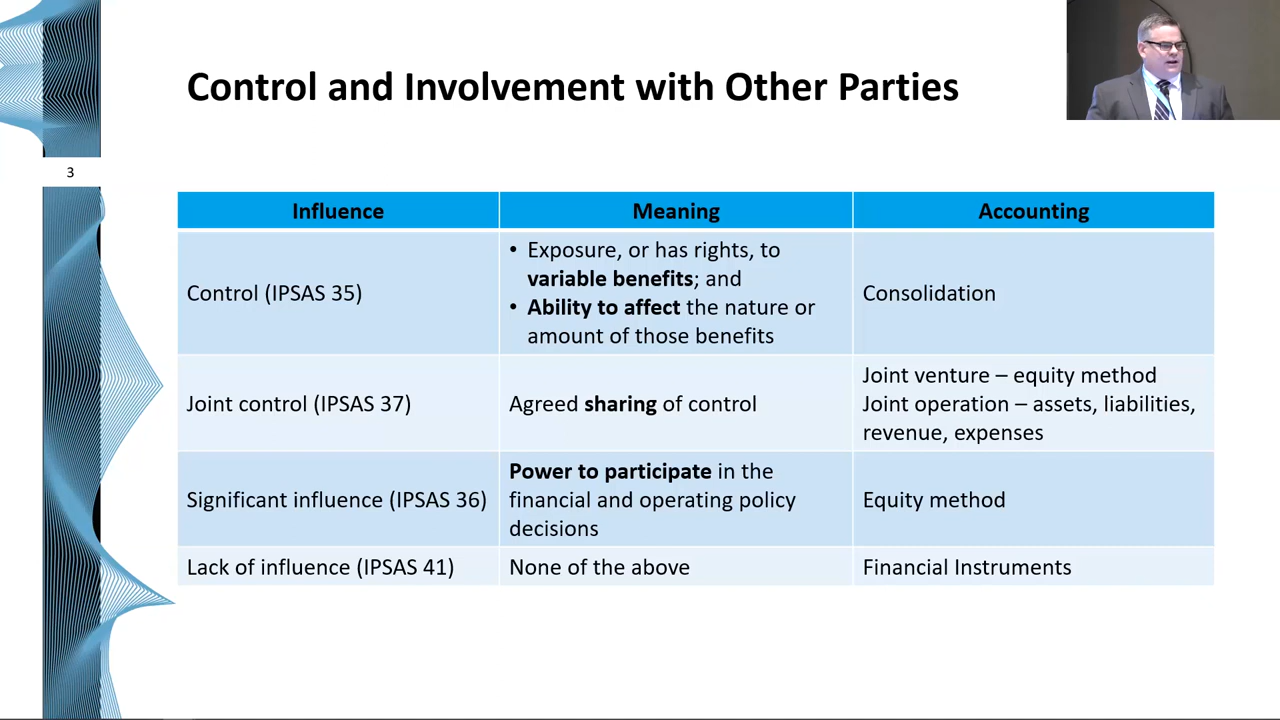 Control and Involvement with Other Parties
3
Influence
Meaning
Accounting
Control (IPSAS 35)
• Exposure, or has rights, to
variable benefits; and
• Ability to affect the nature or
amount of those benefits
Consolidation
Joint control (IPSAS 37)
Agreed sharing of control
Joint venture – equity method
Joint operation – assets, liabilities,
revenue, expenses
Significant influence (IPSAS 36)
Power to participate in the
financial and operating policy
decisions
Equity method
Lack of influence (IPSAS 41)
None of the above
Financial Instruments